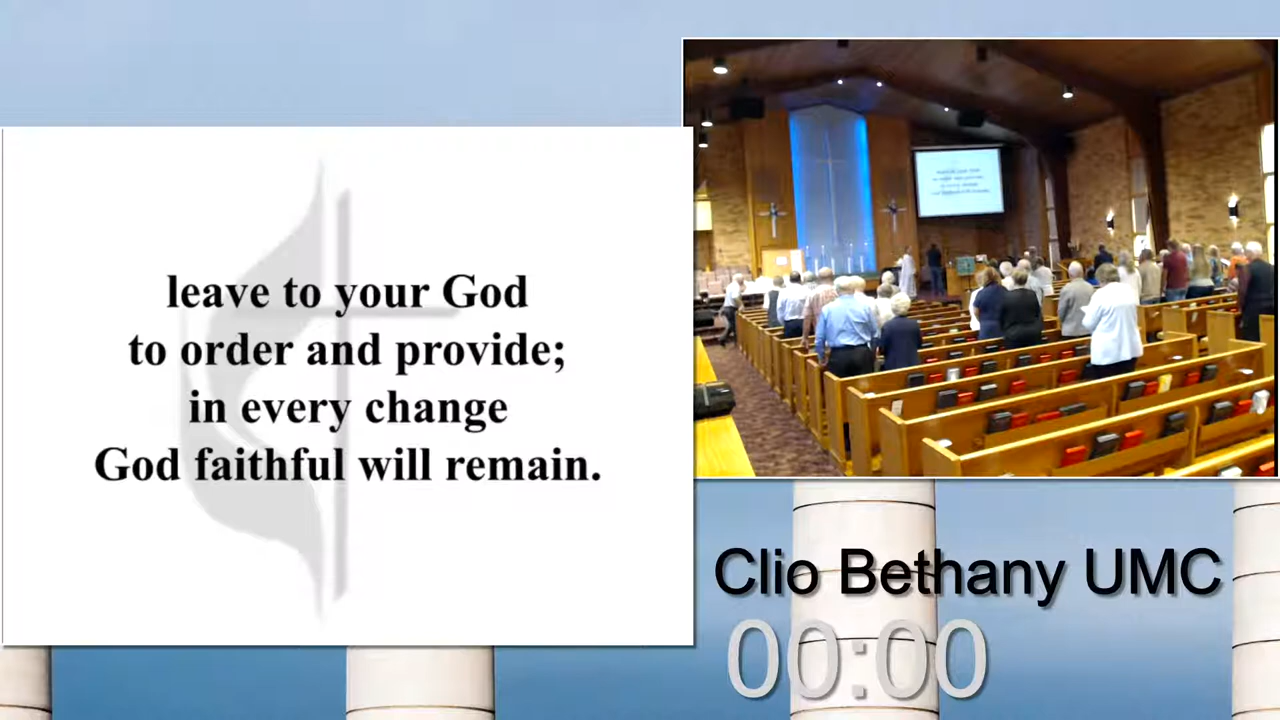 leave to your God
to order and provide;
in every change
God faithful will remain.
Clio Bethany UMC
00:00